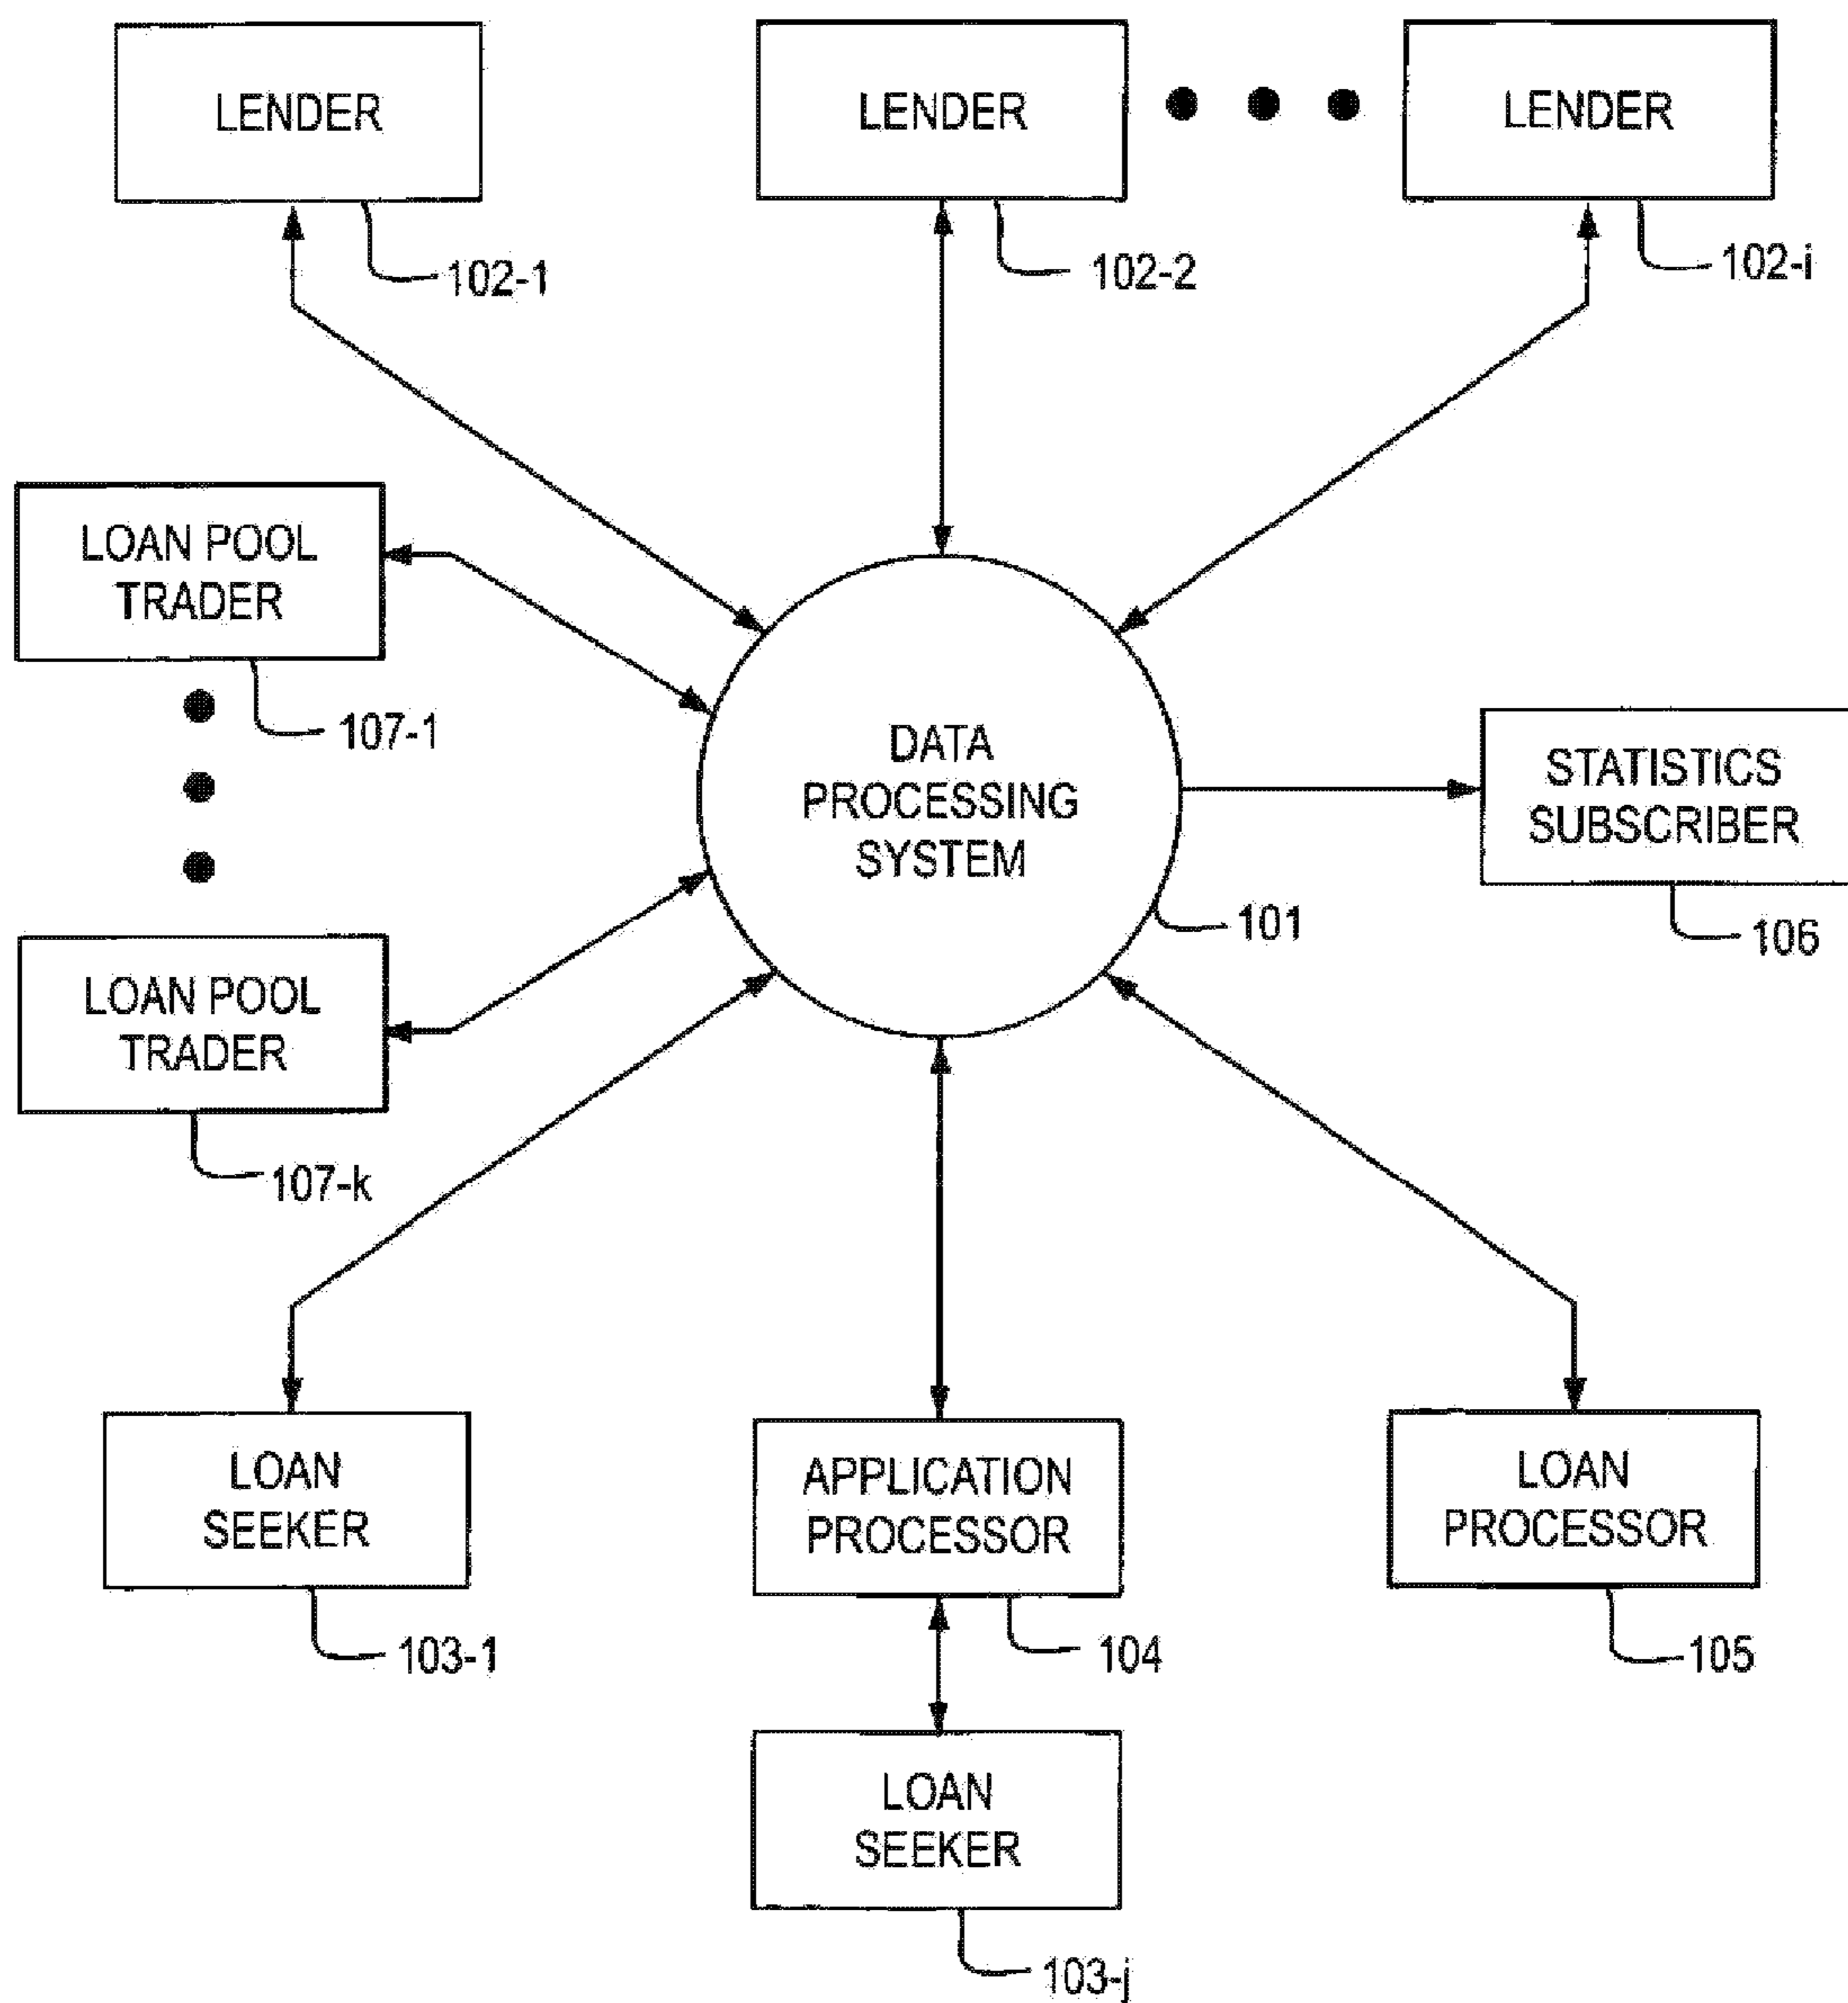 LENDER
LENDER
LENDER
102-1
102-2
102-i
LOAN POOL
TRADER
107-1
DATA
PROCESSING
SYSTEM
101
STATISTICS
SUBSCRIBER
106
LOAN POOL
TRADER
107-k
LOAN
SEEKER
103-1
APPLICATION
PROCESSOR
104
LOAN
PROCESSOR
105
LOAN
SEEKER
103-j